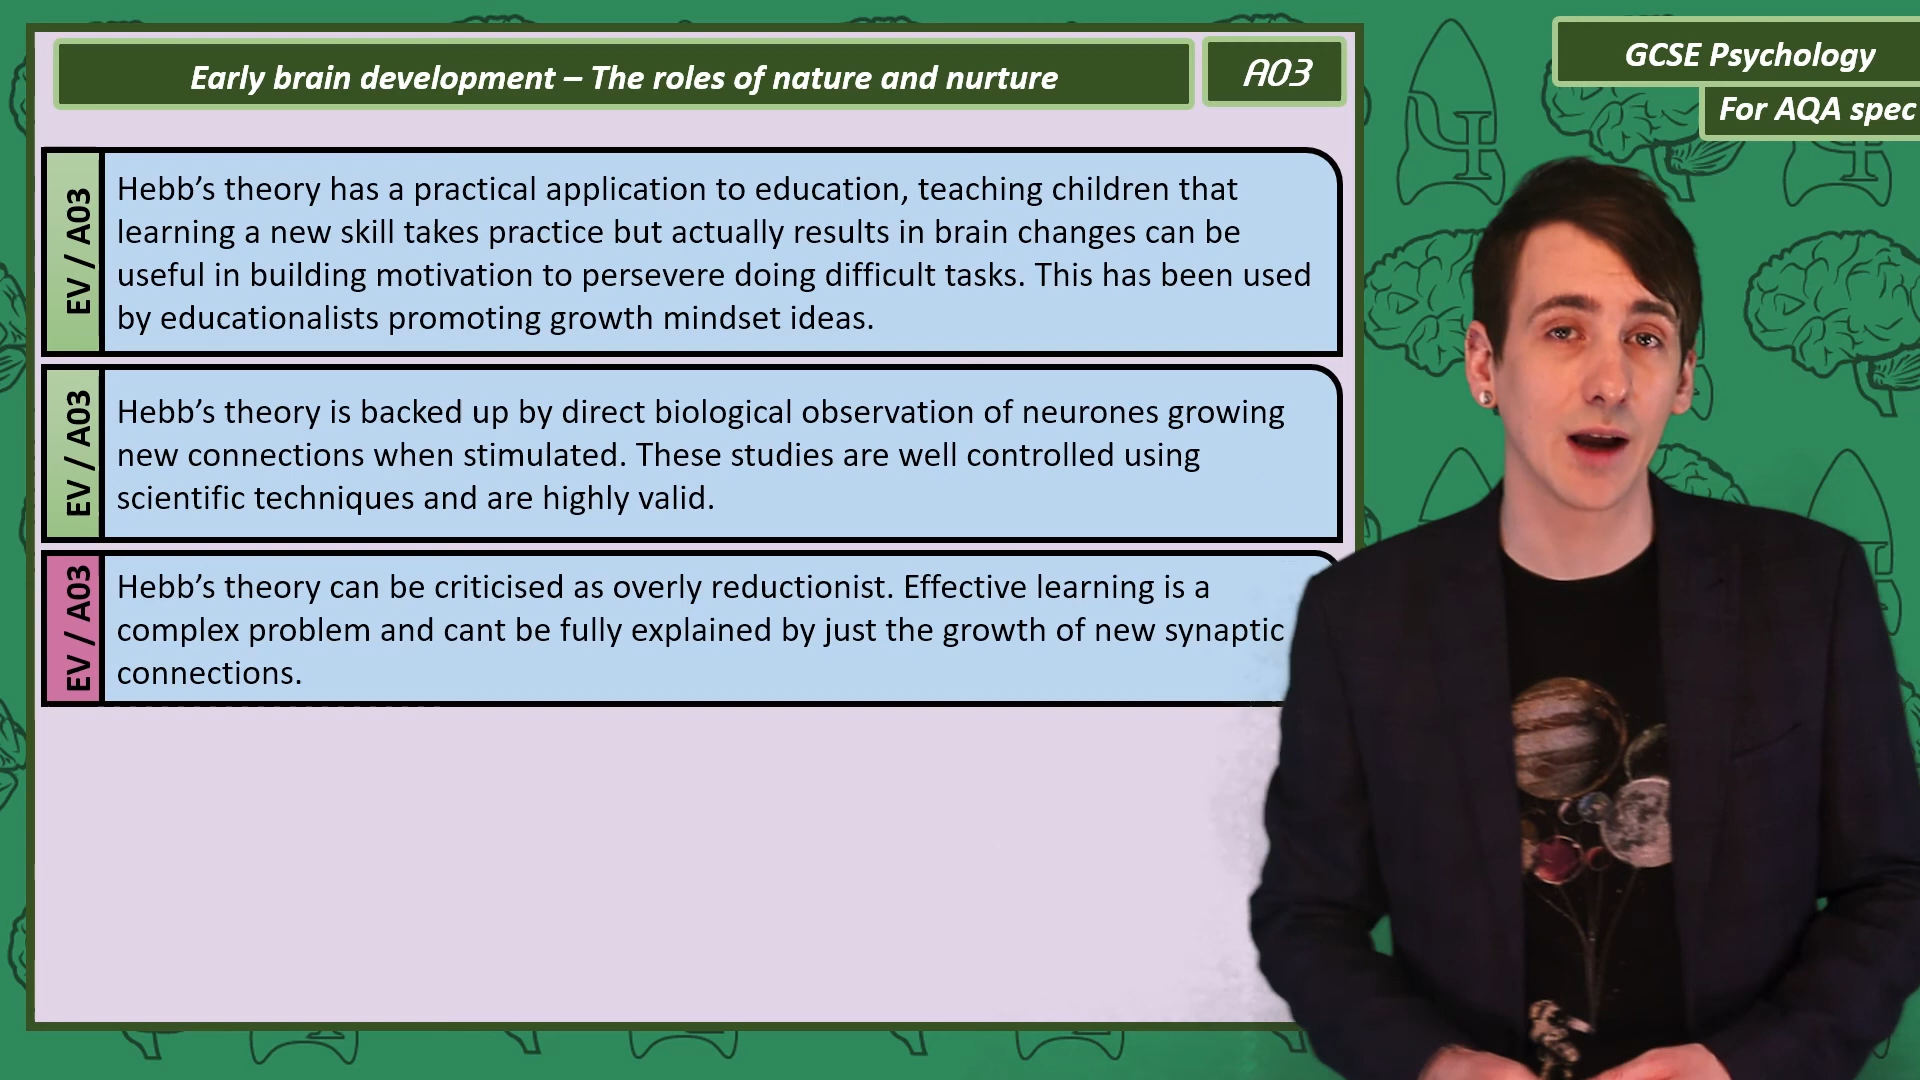 Early brain development – The roles of nature and nurture
AO3
GCSE Psychology
For AQA spec
EV / A03
Hebb’s theory has a practical application to education, teaching children that
learning a new skill takes practice but actually results in brain changes can be
useful in building motivation to persevere doing difficult tasks. This has been used
by educationalists promoting growth mindset ideas.
EV / A03
Hebb’s theory is backed up by direct biological observation of neurones growing
new connections when stimulated. These studies are well controlled using
scientific techniques and are highly valid.
EV / A03
Hebb’s theory can be criticised as overly reductionist. Effective learning is a
complex problem and cant be fully explained by just the growth of new synaptic
connections.